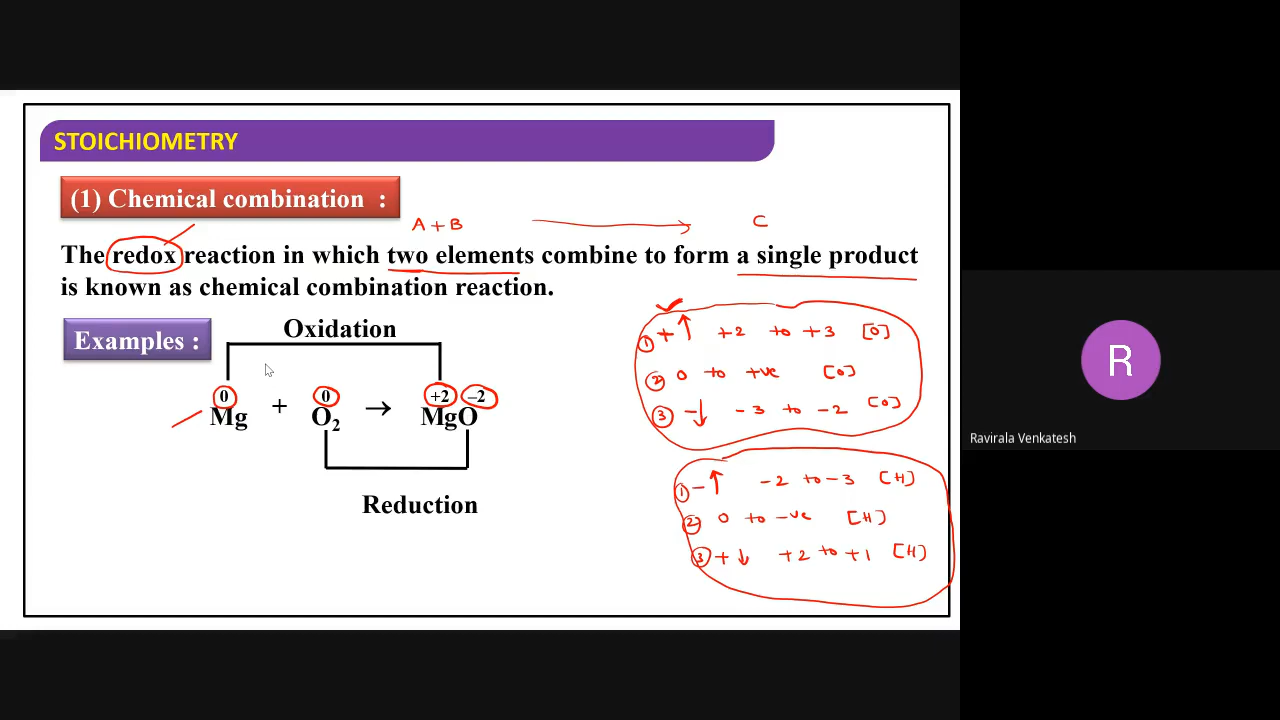 STOICHIOMETRY
(1) Chemical combination :
A + B → C
The redox reaction in which two elements combine to form a single product
is known as chemical combination reaction.
Examples :
Oxidation
0 0 +2 –2
Mg + O₂ → MgO
Reduction
① + ↑ +2 to +3 [O]
② 0 to +ve [O]
③ - ↓ -3 to -2 [O]
① - ↑ -2 to -3 [H]
② 0 to -ve [H]
③ + ↓ +2 to +1 [H]
R
Ravirala Venkatesh